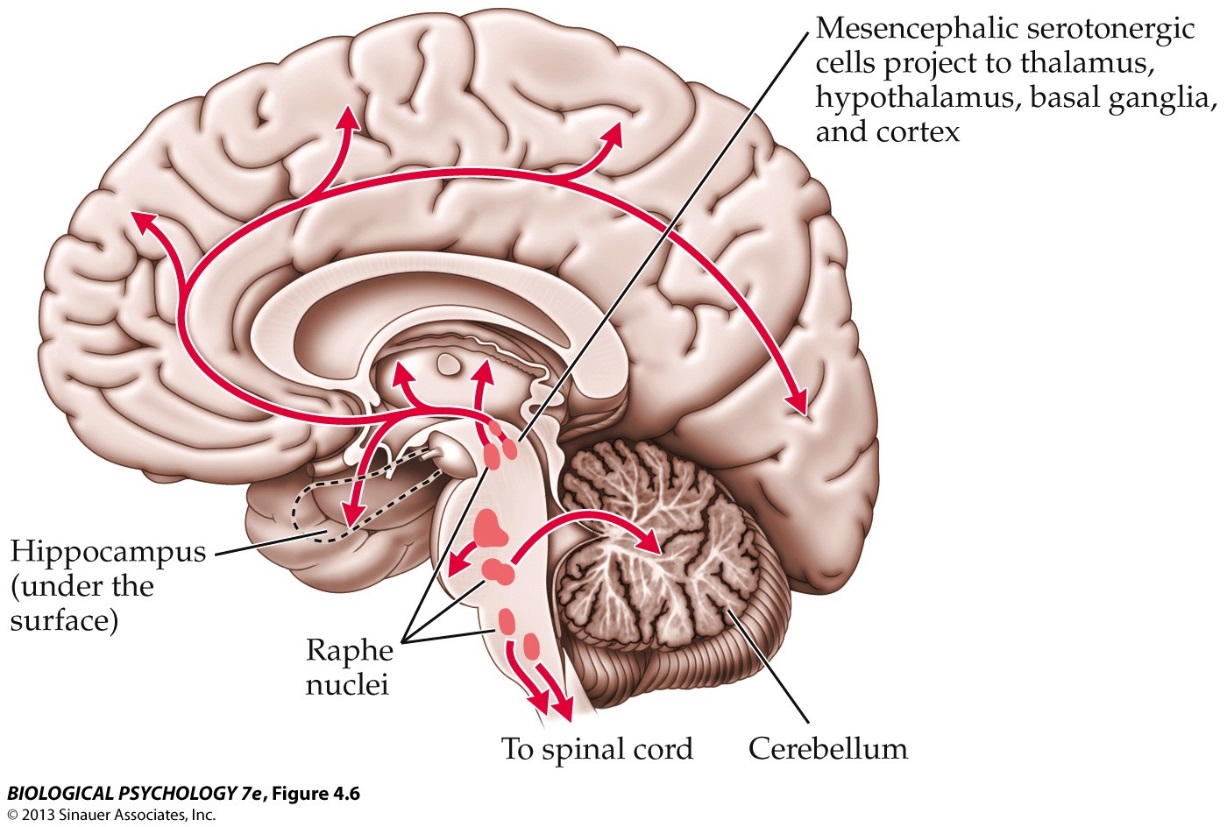 Mesencephalic serotonergic
cells project to thalamus,
hypothalamus, basal ganglia,
and cortex
Hippocampus
(under the
surface)
Raphe
nuclei
To spinal cord
Cerebellum
BIOLOGICAL PSYCHOLOGY 7e, Figure 4.6
© 2013 Sinauer Associates, Inc.